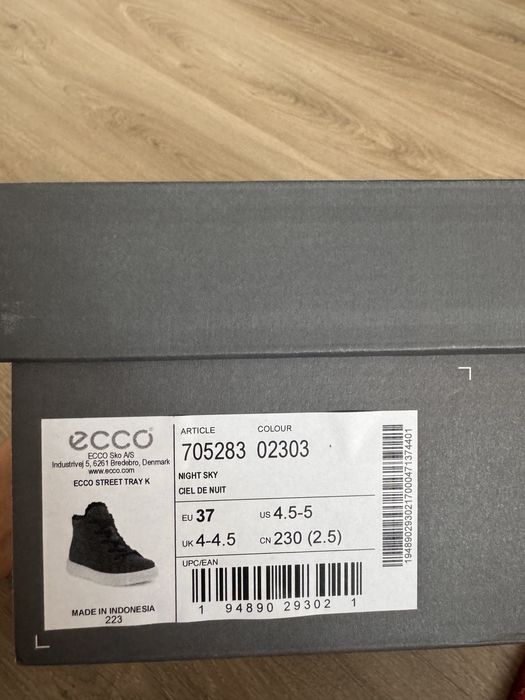 ecco
ECCO Sko A/S
Industrivej 5, 6261 Bredebro, Denmark
www.ecco.com
ECCO STREET TRAY K
MADE IN INDONESIA
223
ARTICLE COLOUR
705283 02303
NIGHT SKY
CIEL DE NUIT
EU 37 US 4.5-5
UK 4-4.5 CN 230 (2.5)
UPC/EAN
1 94890 29302 1
1948902930217000471374401